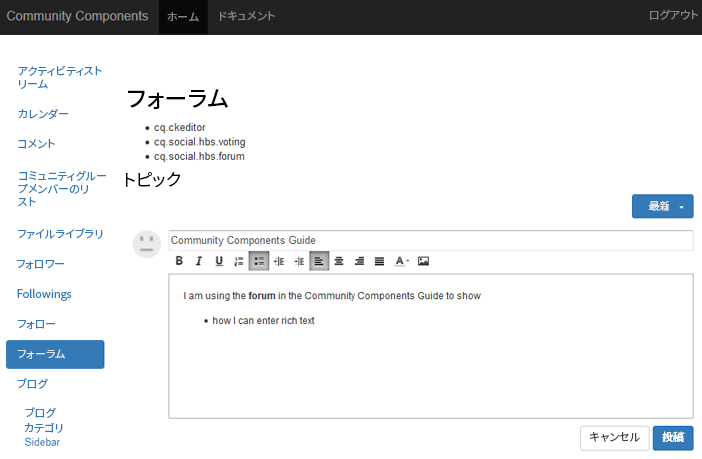 Community Components ホーム ドキュメント ログアウト
アクティビティスト
リーム
カレンダー
コメント
コミュニティグルー
プメンバーのリ
スト
ファイルライブラリ
フォロワー
Followings
フォロー
フォーラム
ブログ
ブログ
カテゴリ
Sidebar
フォーラム
cq.ckeditor
cq.social.hbs.voting
cq.social.hbs.forum
トピック
最新
Community Components Guide
B I U A
I am using the forum in the Community Components Guide to show
how I can enter rich text
キャンセル 投稿